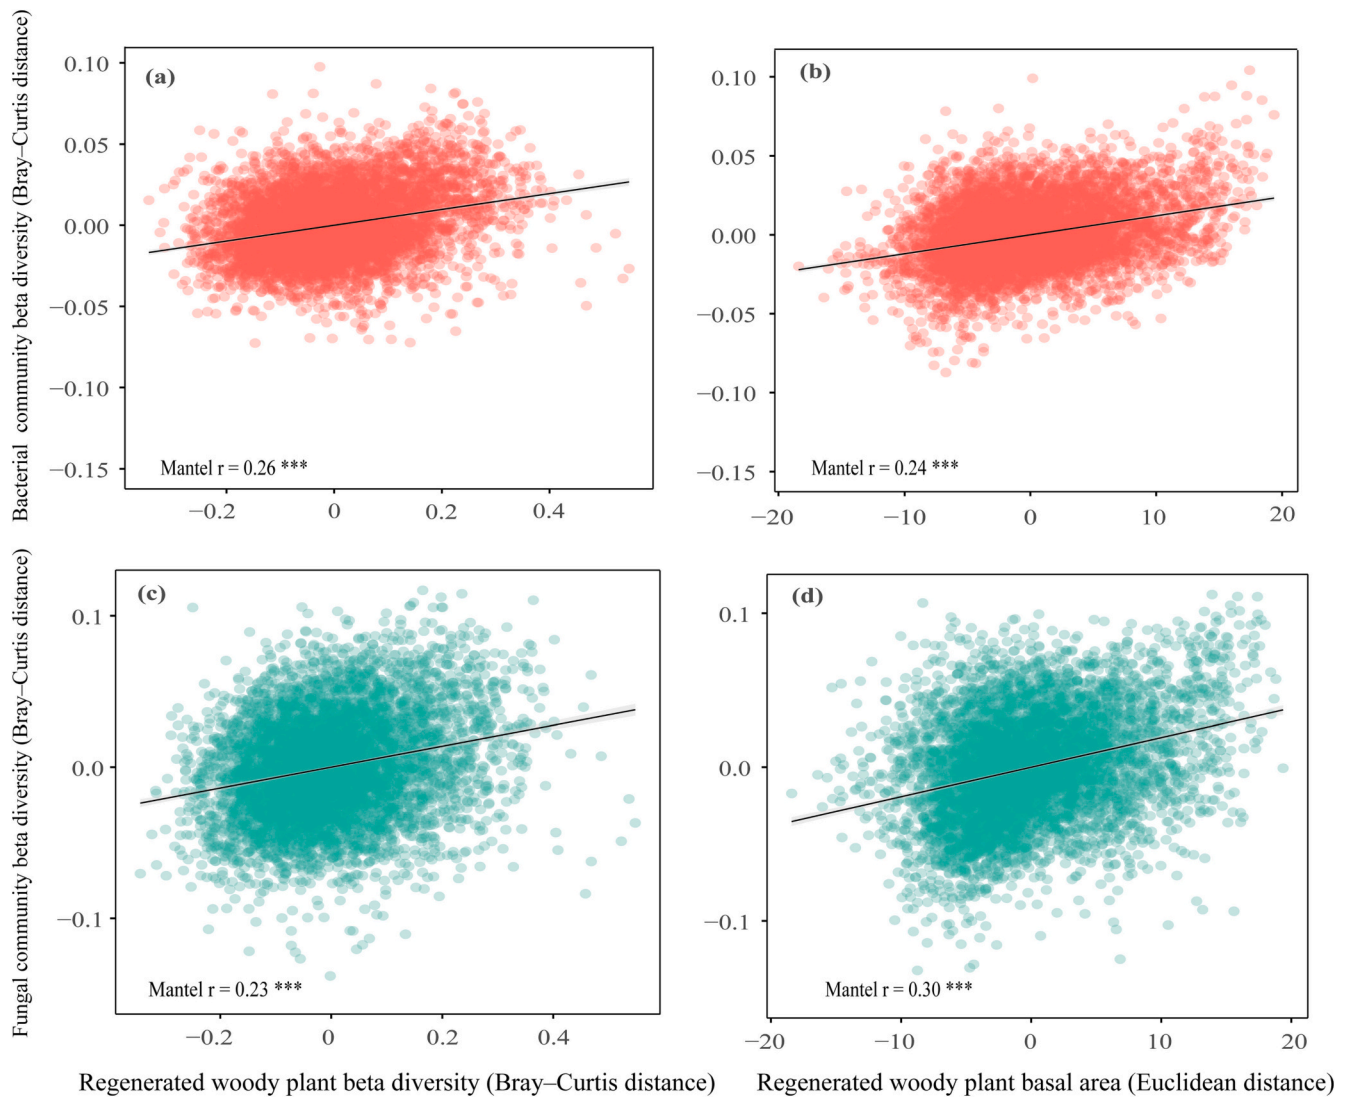 Bacterial community beta diversity (Bray–Curtis distance)
(a)
0.10
0.05
0.00
−0.05
−0.10
−0.15
Mantel r = 0.26 ***
−0.2 0 0.2 0.4
(b)
0.10
0.05
0.00
−0.05
−0.10
−0.15
Mantel r = 0.24 ***
−20 −10 0 10 20
Fungal community beta diversity (Bray–Curtis distance)
(c)
0.1
0.0
−0.1
Mantel r = 0.23 ***
−0.2 0 0.2 0.4
Regenerated woody plant beta diversity (Bray–Curtis distance)
(d)
0.1
0.0
−0.1
Mantel r = 0.30 ***
−20 −10 0 10 20
Regenerated woody plant basal area (Euclidean distance)